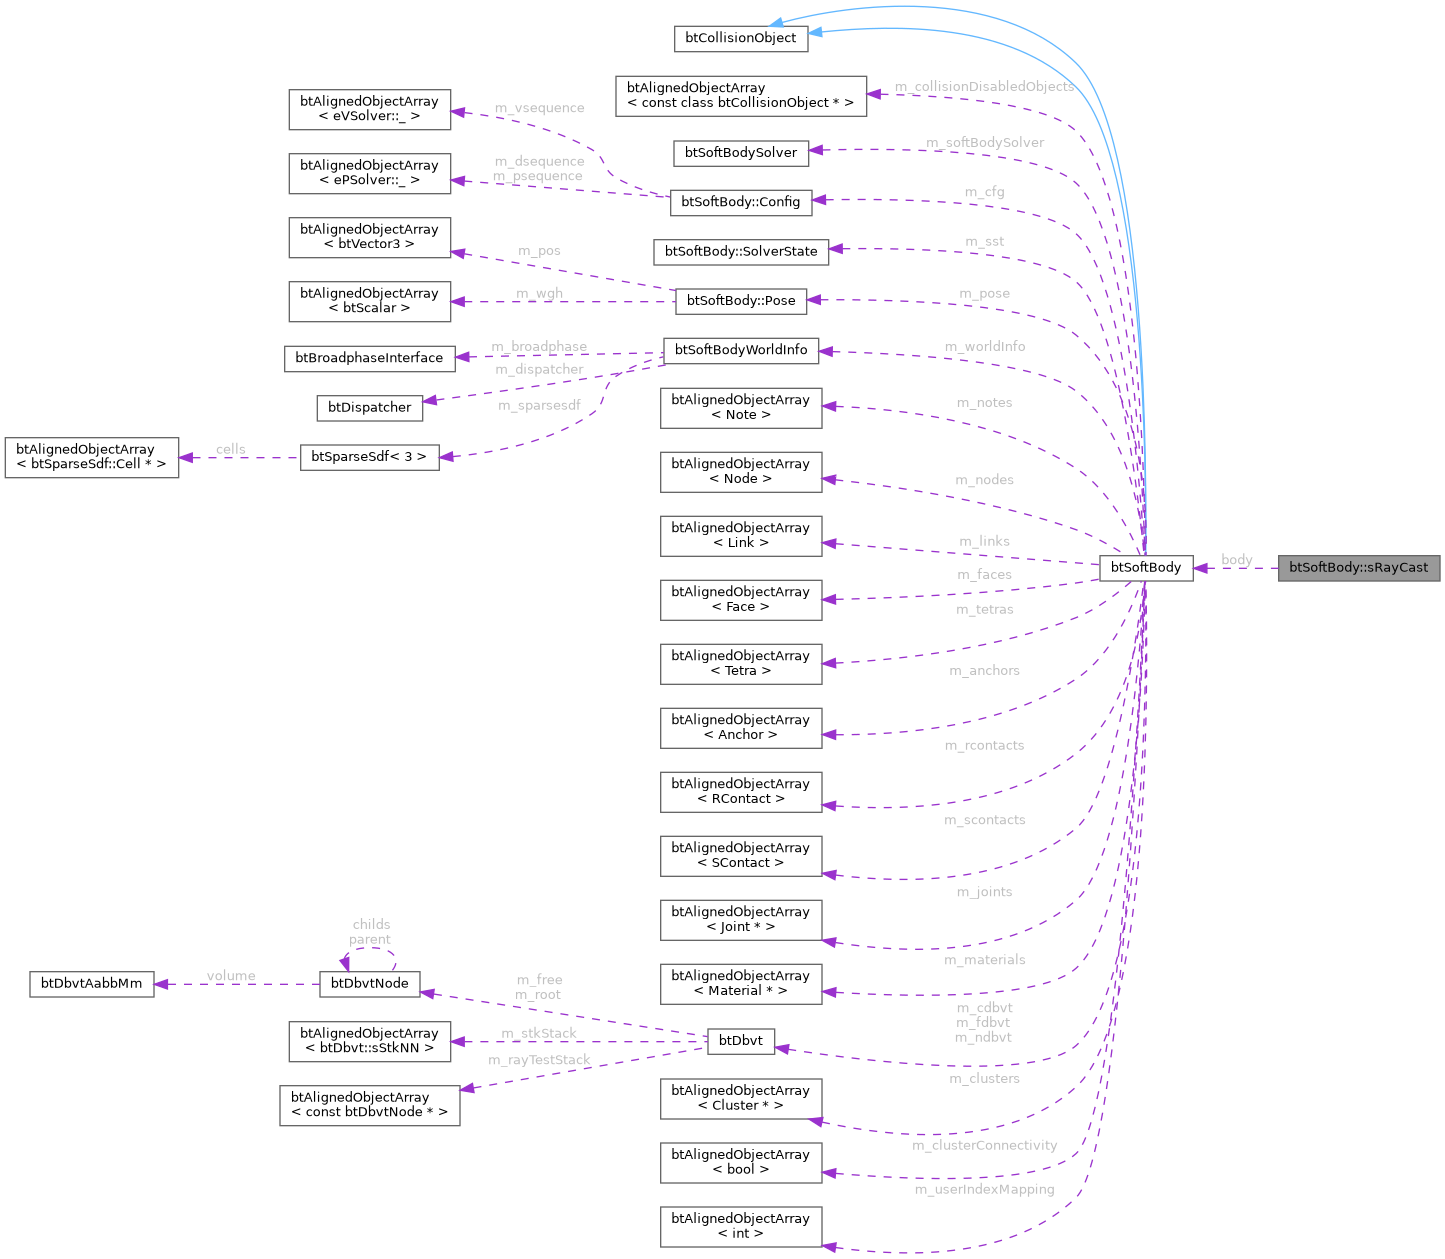 btCollisionObject
btAlignedObjectArray
< const class btCollisionObject * >
m_collisionDisabledObjects
btAlignedObjectArray
< eVSolver::_ >
m_vsequence
btSoftBodySolver
m_softBodySolver
btAlignedObjectArray
< ePSolver::_ >
m_dsequence
m_psequence
btSoftBody::Config
m_cfg
btAlignedObjectArray
< btVector3 >
m_pos
btSoftBody::SolverState
m_sst
btAlignedObjectArray
< btScalar >
m_wgh
btSoftBody::Pose
m_pose
btBroadphaseInterface
m_broadphase
btSoftBodyWorldInfo
m_worldInfo
m_dispatcher
btDispatcher
m_sparsesdf
btAlignedObjectArray
< Note >
m_notes
btAlignedObjectArray
< btSparseSdf::Cell * >
cells
btSparseSdf< 3 >
btAlignedObjectArray
< Node >
m_nodes
btAlignedObjectArray
< Link >
m_links
btSoftBody
body
btSoftBody::sRayCast
btAlignedObjectArray
< Face >
m_faces
btAlignedObjectArray
< Tetra >
m_tetras
btAlignedObjectArray
< Anchor >
m_anchors
btAlignedObjectArray
< RContact >
m_rcontacts
btAlignedObjectArray
< SContact >
m_scontacts
btAlignedObjectArray
< Joint * >
m_joints
childs
parent
btDbvtAabbMm
volume
btDbvtNode
m_free
m_root
btAlignedObjectArray
< Material * >
m_materials
btAlignedObjectArray
< btDbvt::sStkNN >
m_stkStack
btDbvt
m_cdbvt
m_fdbvt
m_ndbvt
m_rayTestStack
btAlignedObjectArray
< const btDbvtNode * >
btAlignedObjectArray
< Cluster * >
m_clusters
btAlignedObjectArray
< bool >
m_clusterConnectivity
btAlignedObjectArray
< int >
m_userIndexMapping